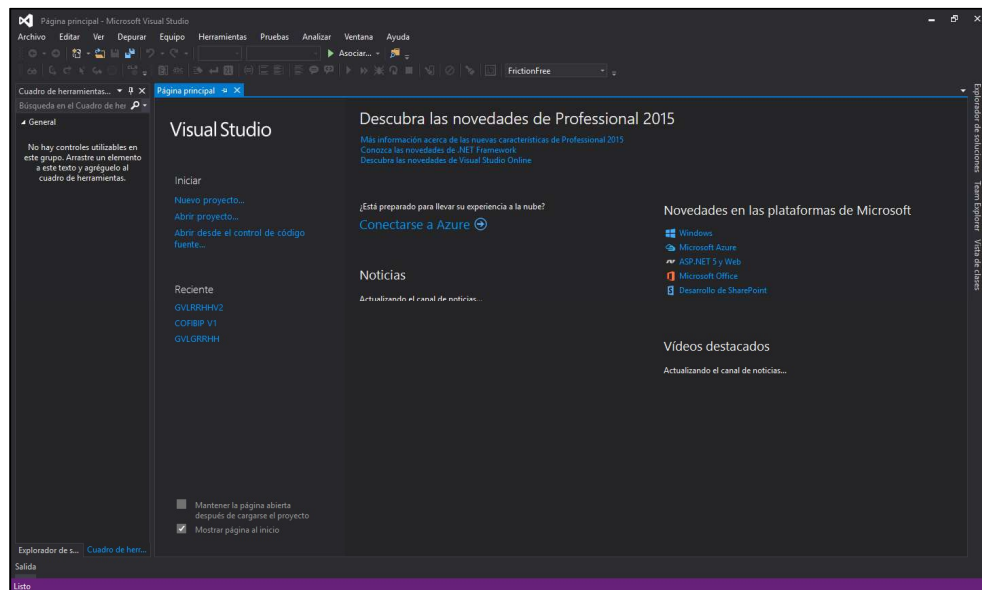 Página principal - Microsoft Visual Studio
Archivo Editar Ver Depurar Equipo Herramientas Pruebas Analizar Ventana Ayuda
Asociar...
FrictionFree
Cuadro de herramientas...
Página principal
Búsqueda en el Cuadro de her
General
No hay controles utilizables en
este grupo. Arrastre un elemento
a este texto y agréguelo al
cuadro de herramientas.
Visual Studio
Iniciar
Nuevo proyecto...
Abrir proyecto...
Abrir desde el control de código
fuente...
Reciente
GVLRRHHV2
COFIBIP V1
GVLGRRHH
Mantener la página abierta
después de cargarse el proyecto
Mostrar página al inicio
Descubra las novedades de Professional 2015
Más información acerca de las nuevas características de Professional 2015
Conozca las novedades de .NET Framework
Descubra las novedades de Visual Studio Online
¿Está preparado para llevar su experiencia a la nube?
Conectarse a Azure
Noticias
Actualizando el canal de noticias...
Novedades en las plataformas de Microsoft
Windows
Microsoft Azure
ASP.NET 5 y Web
Microsoft Office
Desarrollo de SharePoint
Vídeos destacados
Actualizando el canal de noticias...
Explorador de soluciones
Team Explorer
Vista de clases
Explorador de s... Cuadro de herr...
Salida
Listo